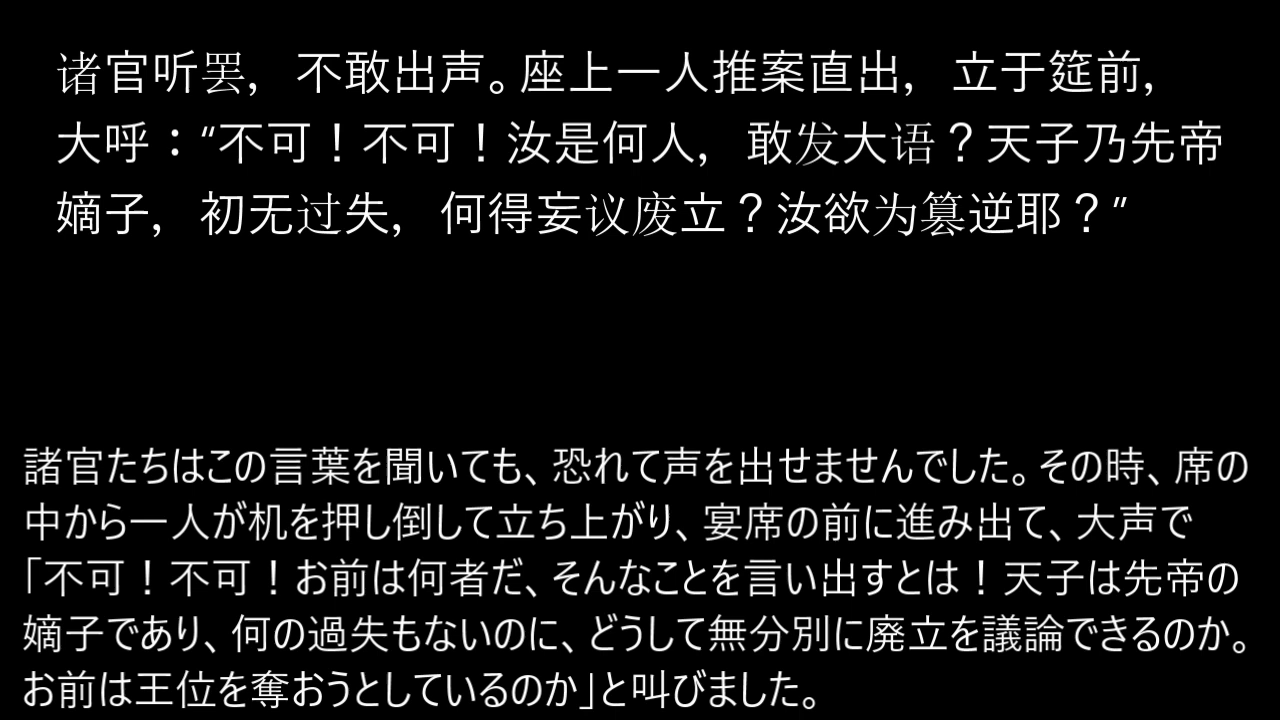 诸官听罢，不敢出声。座上一人推案直出，立于筵前，
大呼：“不可！不可！汝是何人，敢发大语？天子乃先帝
嫡子，初无过失，何得妄议废立？汝欲为篡逆耶？”
諸官たちはこの言葉を聞いても、恐れて声を出せませんでした。その時、席の
中から一人が机を押し倒して立ち上がり、宴席の前に進み出て、大声で
「不可！不可！お前は何者だ、そんなことを言い出すとは！天子は先帝の
嫡子であり、何の過失もないのに、どうして無分別に廃立を議論できるのか。
お前は王位を奪おうとしているのか」と叫びました。